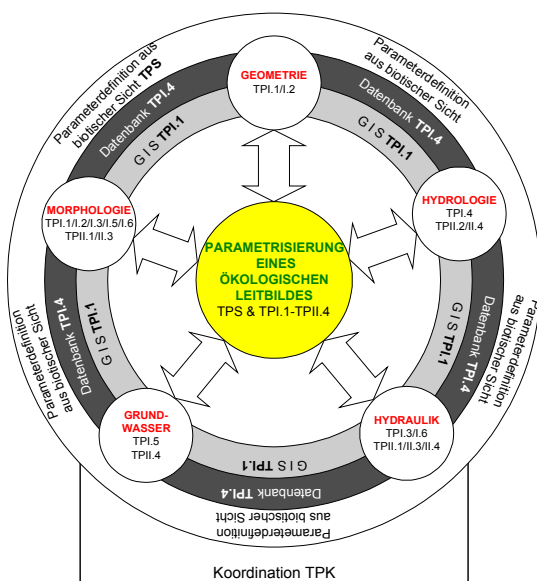 Parameterdefinition aus
biotischer Sicht TPS
Parameterdefinition
aus biotischer Sicht
Datenbank TPI.4
Datenbank TPI.4
G I S TPI.1
G I S TPI.1
GEOMETRIE
TPI.1/I.2
MORPHOLOGIE
TPI.1/I.2/I.3/I.5/I.6
TPII.1/II.3
HYDROLOGIE
TPI.4
TPII.2/II.4
PARAMETRISIERUNG
EINES
ÖKOLOGISCHEN
LEITBILDES
TPS & TPI.1-TPII.4
Parameterdefinition
aus biotischer Sicht
Datenbank TPI.4
G I S TPI.1
G I S TPI.1
Datenbank TPI.4
Parameterdefinition
aus biotischer Sicht
GRUND-
WASSER
TPI.5
TPII.4
HYDRAULIK
TPI.3/I.6
TPII.1/II.3/II.4
G I S TPI.1
Datenbank TPI.4
Parameterdefinition
aus biotischer Sicht
Koordination TPK